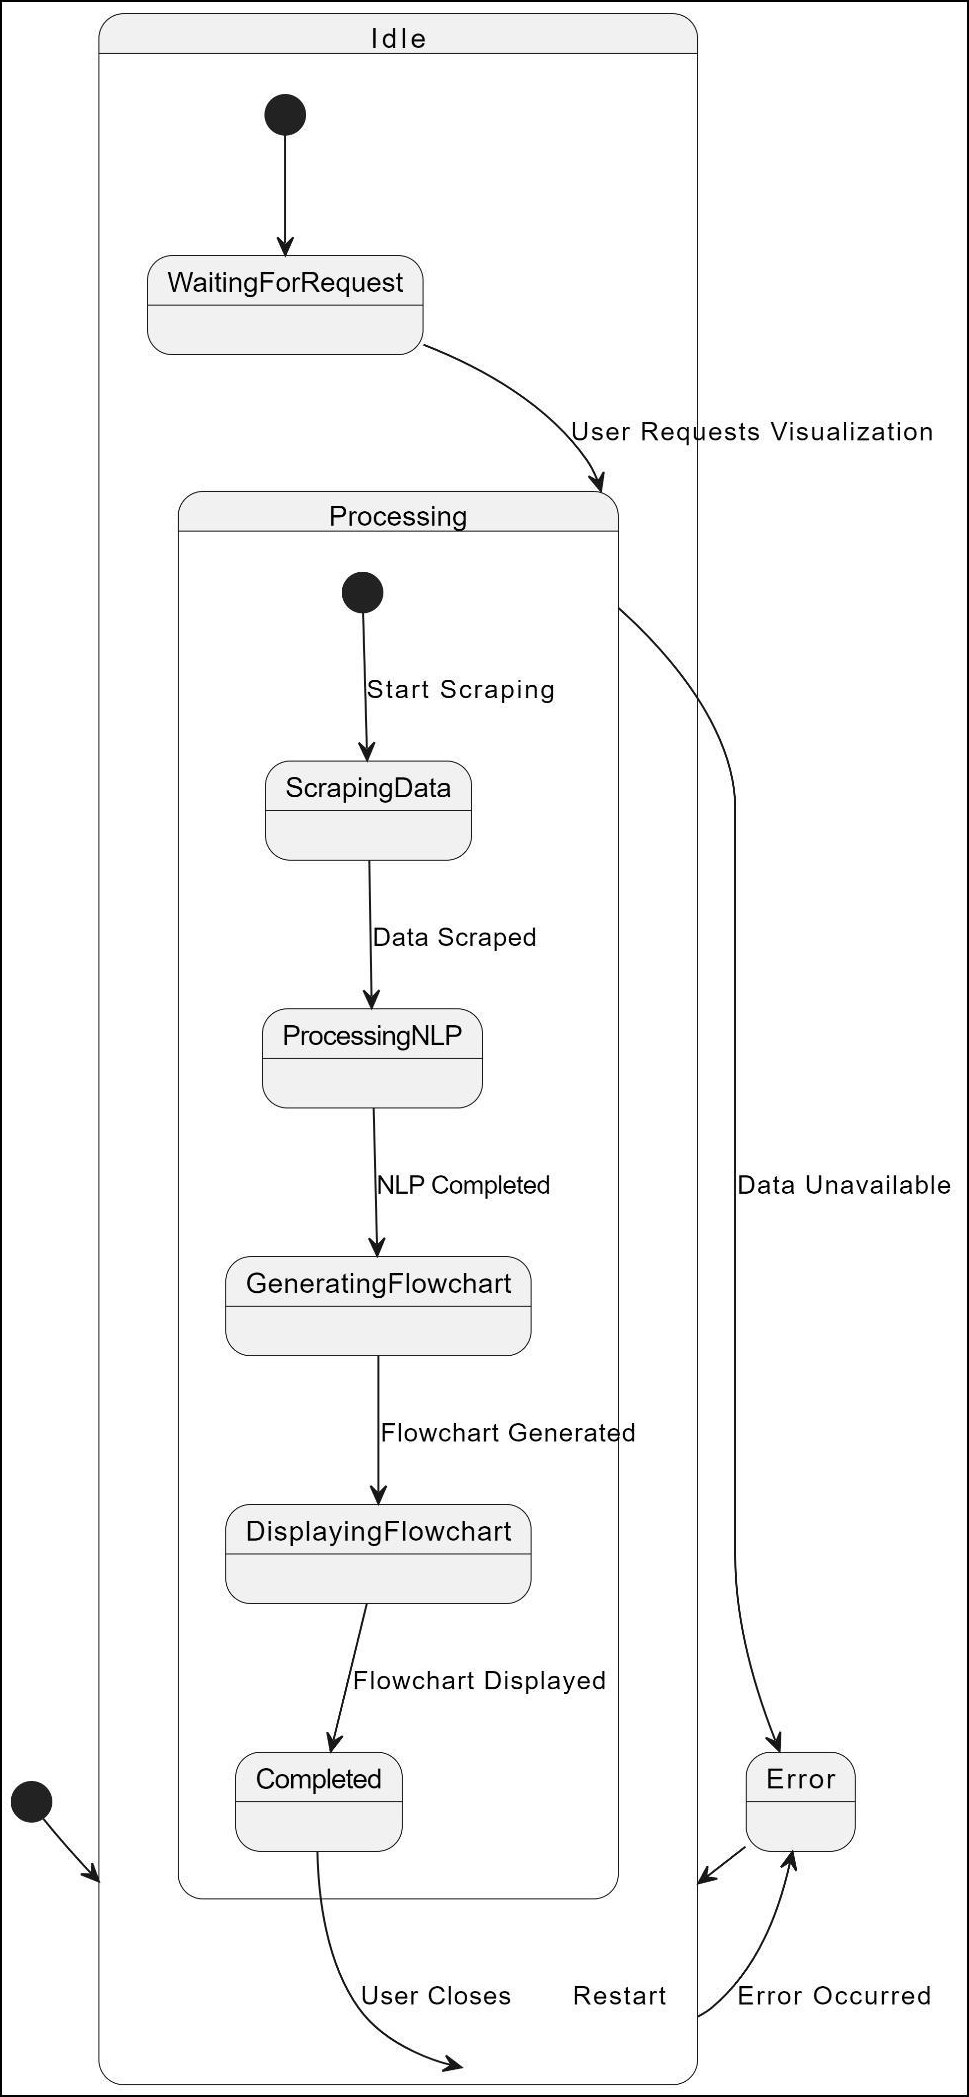 Idle
WaitingForRequest
User Requests Visualization
Processing
Start Scraping
ScrapingData
Data Scraped
ProcessingNLP
NLP Completed
Data Unavailable
GeneratingFlowchart
Flowchart Generated
DisplayingFlowchart
Flowchart Displayed
Completed
Error
User Closes
Restart
Error Occurred